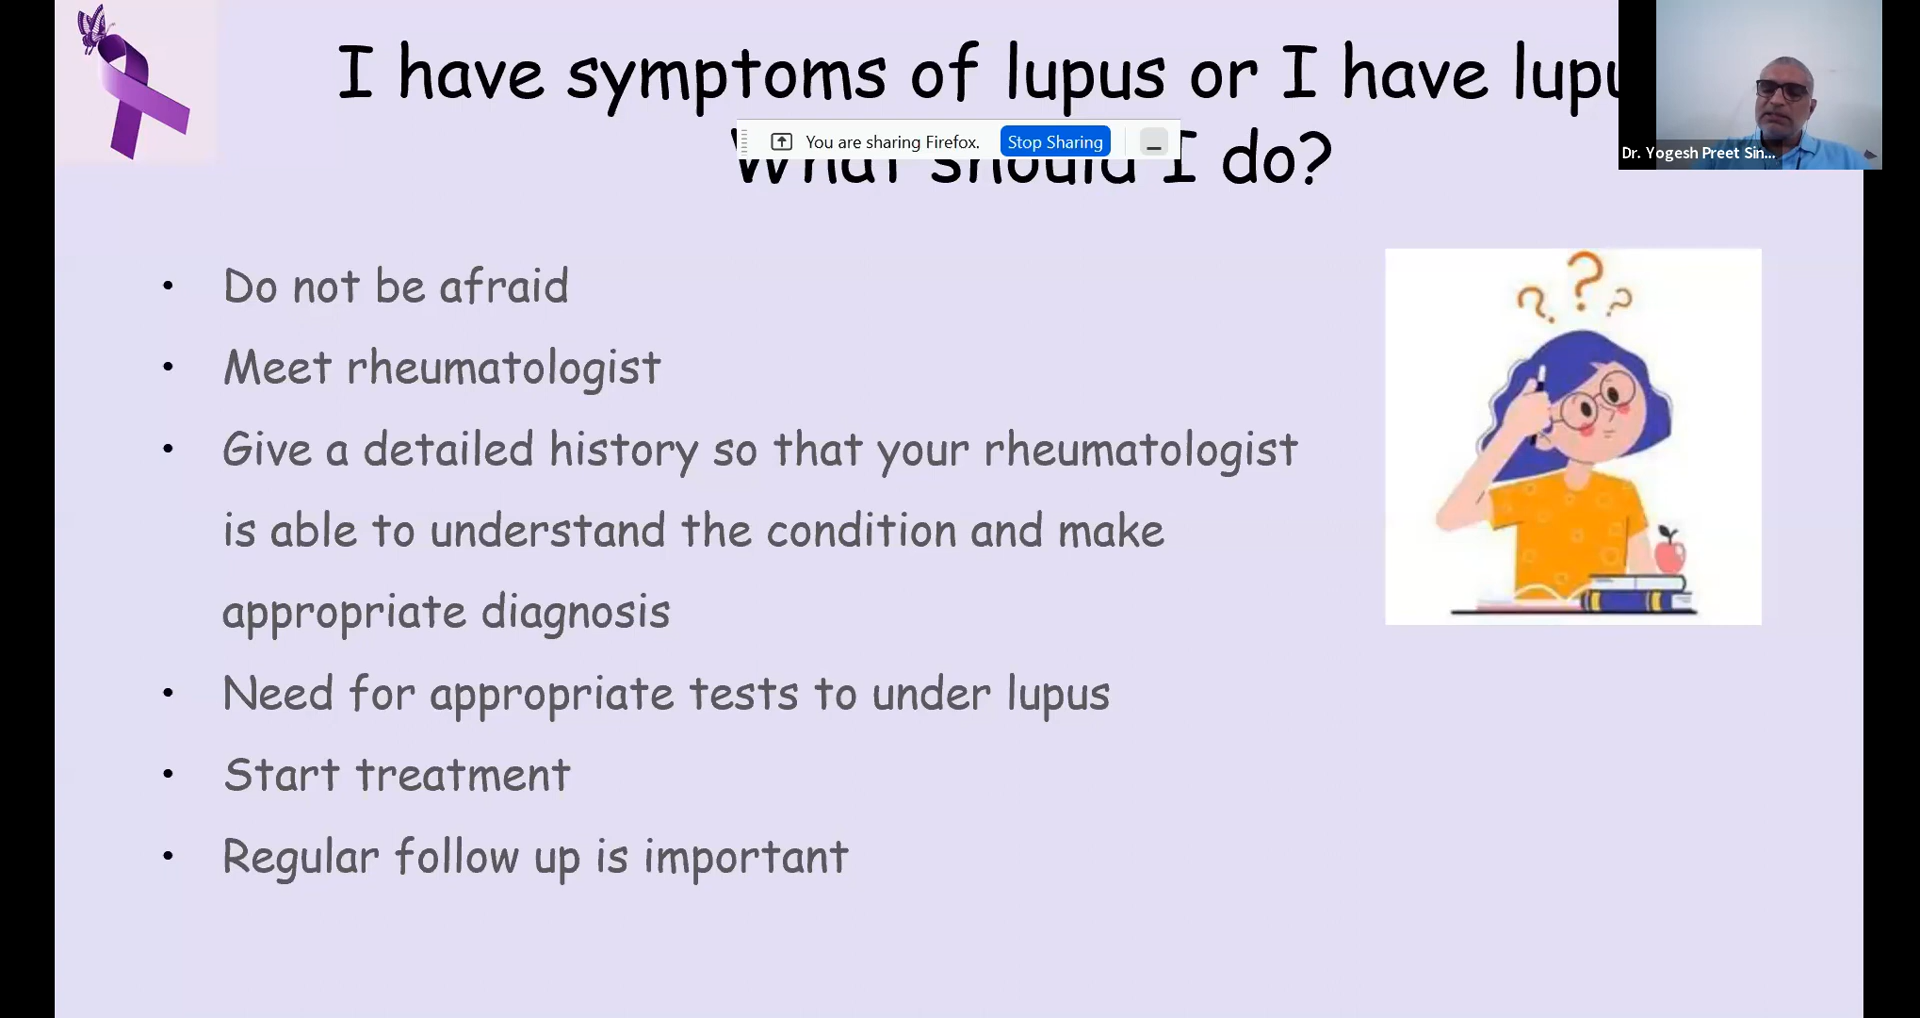 I have symptoms of lupus or I have lupu
What should I do?
You are sharing Firefox.
Stop Sharing
Dr. Yogesh Preet Sin...
• Do not be afraid
• Meet rheumatologist
• Give a detailed history so that your rheumatologist
is able to understand the condition and make
appropriate diagnosis
• Need for appropriate tests to under lupus
• Start treatment
• Regular follow up is important